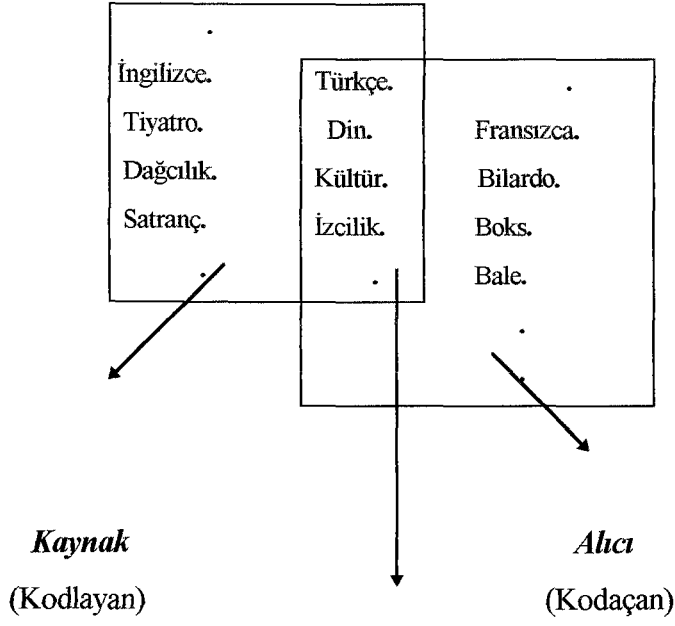 İngilizce.
Tiyatro.
Dağcılık.
Satranç.
Türkçe.
Din.
Kültür.
İzcilik.
Fransızca.
Bilardo.
Boks.
Bale.
Kaynak
(Kodlayan)
Alıcı
(Kodaçan)